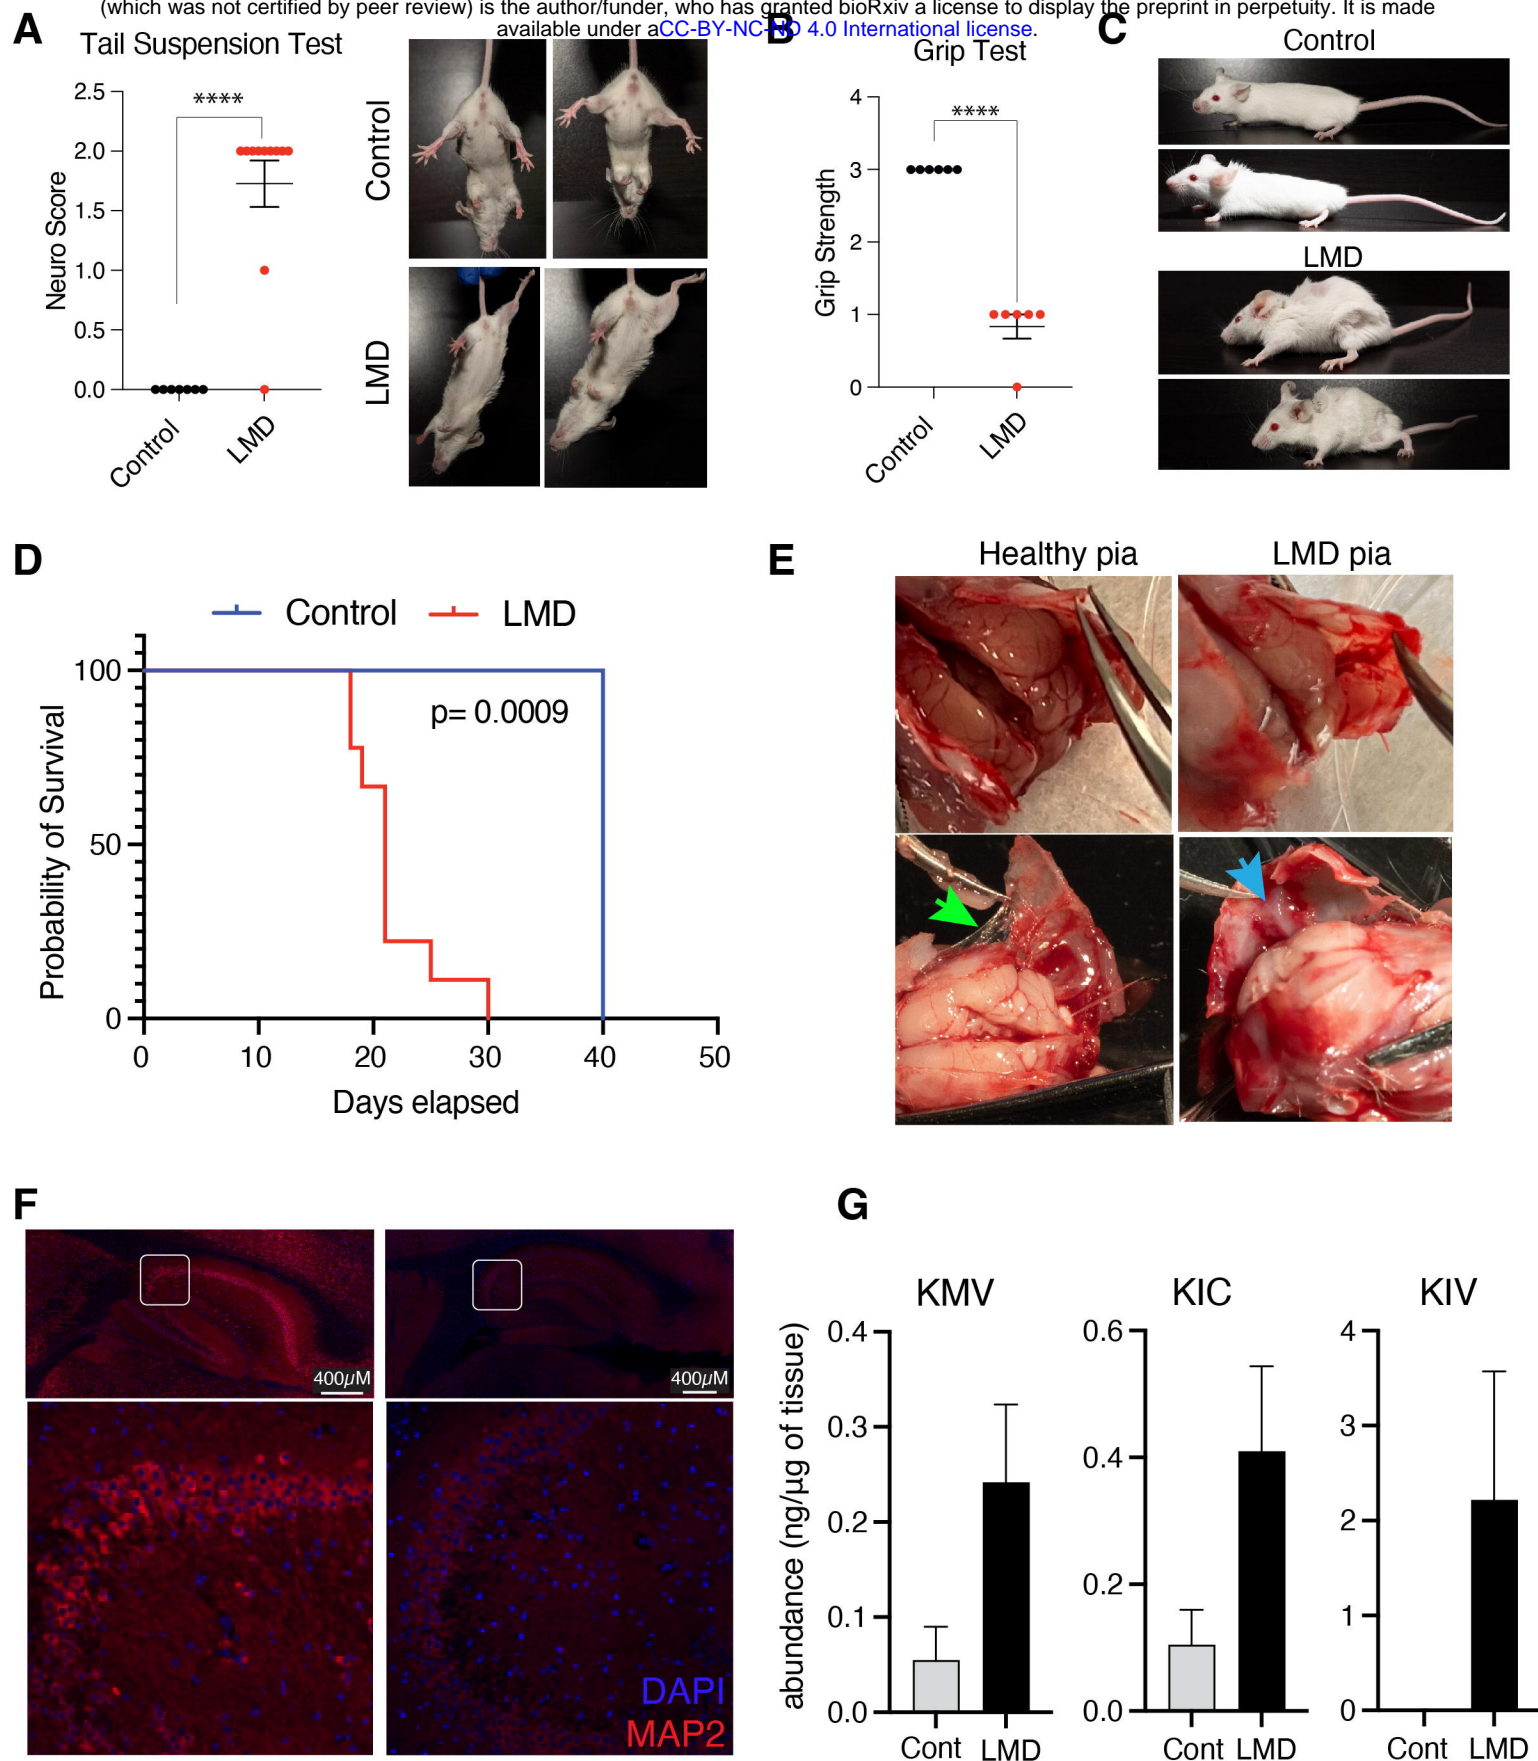 (which was not certified by peer review) is the author/funder, who has granted bioRxiv a license to display the preprint in perpetuity. It is made
available under aCC-BY-NC-ND 4.0 International license.
A
Tail Suspension Test
2.5
2.0
1.5
1.0
0.5
0.0
Neuro Score
****
Control
LMD
Control
LMD
B
Grip Test
4
3
2
1
0
Grip Strength
****
Control
LMD
C
Control
LMD
D
Control
LMD
p= 0.0009
100
50
0
Probability of Survival
0 10 20 30 40 50
Days elapsed
E
Healthy pia
LMD pia
F
400µM
400µM
DAPI
MAP2
G
abundance (ng/µg of tissue)
KMV
0.4
0.3
0.2
0.1
0.0
Cont LMD
KIC
0.6
0.4
0.2
0.0
Cont LMD
KIV
4
3
2
1
0
Cont LMD